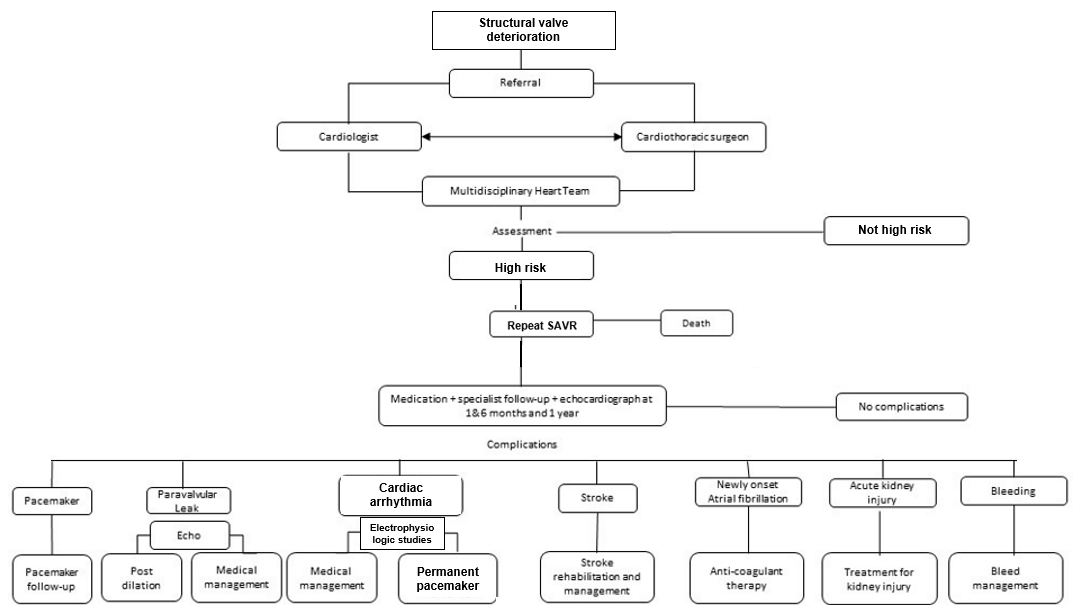 Structural valve
deterioration
Referral
Cardiologist
Cardiothoracic surgeon
Multidisciplinary Heart Team
Assessment
Not high risk
High risk
Repeat SAVR
Death
Medication + specialist follow-up + echocardiograph at
1&6 months and 1 year
No complications
Complications
Pacemaker
Paravalvular
Leak
Cardiac
arrhythmia
Stroke
Newly onset
Atrial fibrillation
Acute kidney
injury
Bleeding
Echo
Electrophysio
logic studies
Pacemaker
follow-up
Post
dilation
Medical
management
Medical
management
Permanent
pacemaker
Stroke
rehabilitation and
management
Anti-coagulant
therapy
Treatment for
kidney injury
Bleed
management